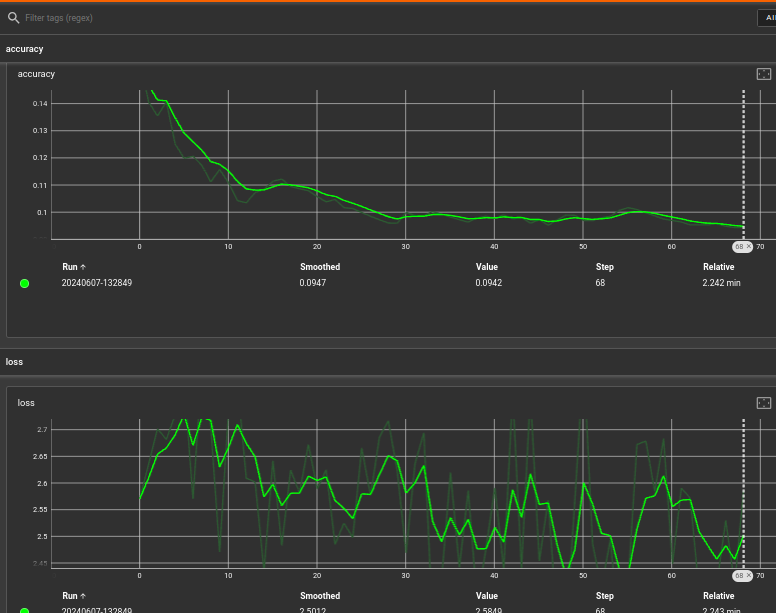 Filter tags (regex)
accuracy
accuracy
0.14
0.13
0.12
0.11
0.1
0 10 20 30 40 50 60 68 70
Run ↑ Smoothed Value Step Relative
20240607-132849 0.0947 0.0942 68 2.242 min
loss
loss
2.7
2.65
2.6
2.55
2.5
2.45
0 10 20 30 40 50 60 68 70
Run ↑ Smoothed Value Step Relative
20240607-132849 2.5012 2.5849 68 2.243 min